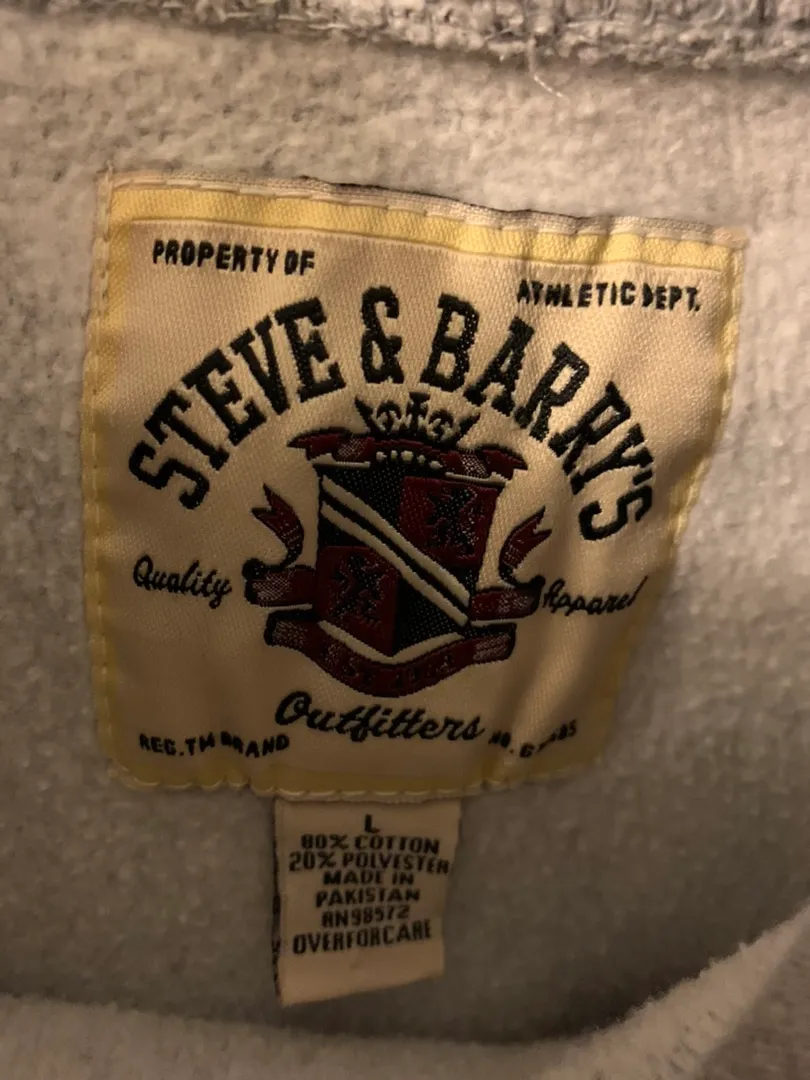 PROPERTY OF
ATHLETIC DEPT.
STEVE & BARRY'S
Quality
Apparel
Outfitters
REG.TM BRAND
NO.
L
80% COTTON
20% POLYESTER
MADE IN
PAKISTAN
RN98572
OVERFORCARE